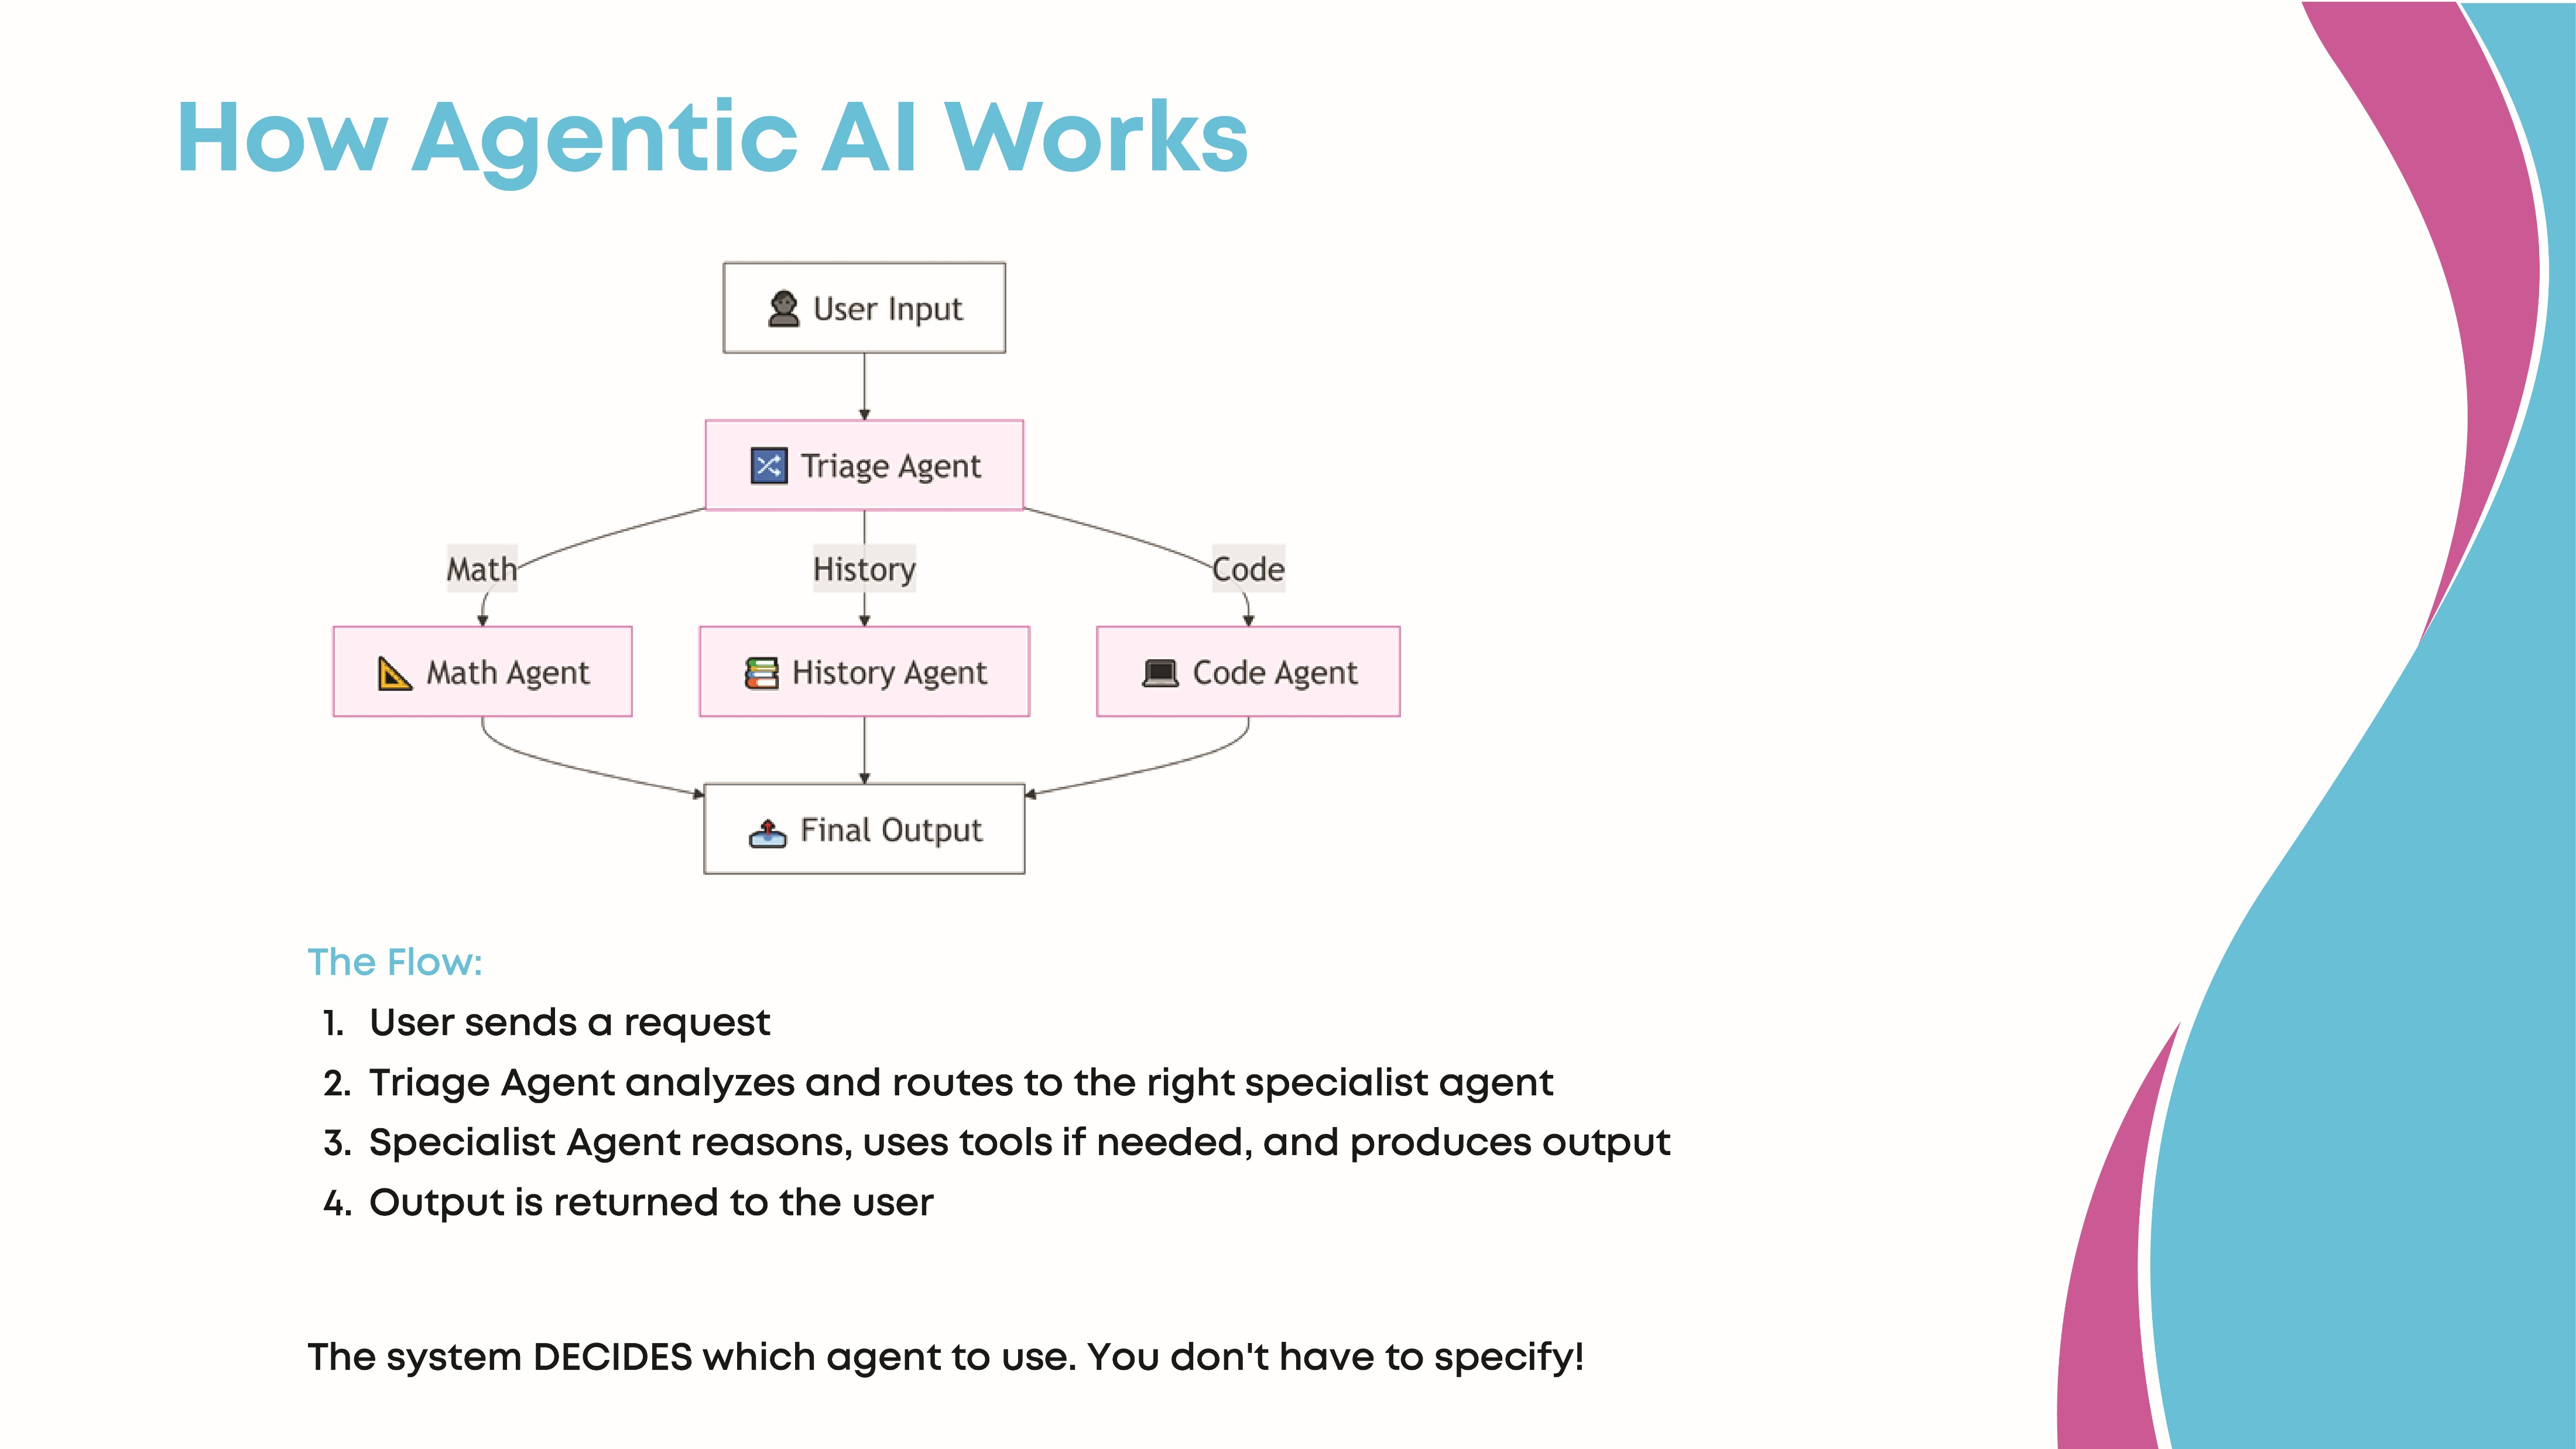 How Agentic AI Works
User Input
Triage Agent
Math
History
Code
Math Agent
History Agent
Code Agent
Final Output
The Flow:
1. User sends a request
2. Triage Agent analyzes and routes to the right specialist agent
3. Specialist Agent reasons, uses tools if needed, and produces output
4. Output is returned to the user
The system DECIDES which agent to use. You don't have to specify!